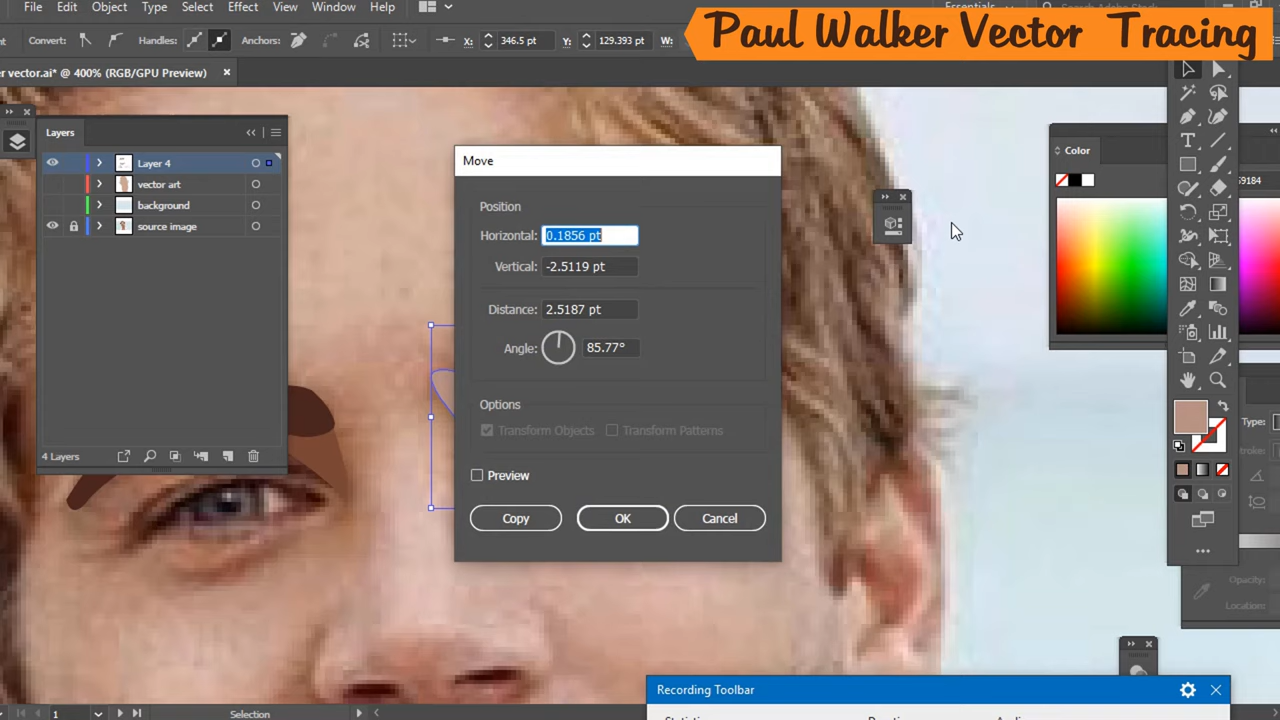 File Edit Object Type Select Effect View Window Help
Paul Walker Vector Tracing
Convert: Handles: Anchors: X: 346.5 pt Y: 129.393 pt W:
er vector.ai* @ 400% (RGB/GPU Preview) ×
Layers
Layer 4
vector art
background
source image
4 Layers
Move
Position
Horizontal: 0.1856 pt
Vertical: -2.5119 pt
Distance: 2.5187 pt
Angle: 85.77°
Options
Transform Objects Transform Patterns
Preview
Copy OK Cancel
Color
59184
Type:
Stroke:
Opacity:
Location:
Recording Toolbar
1 Selection